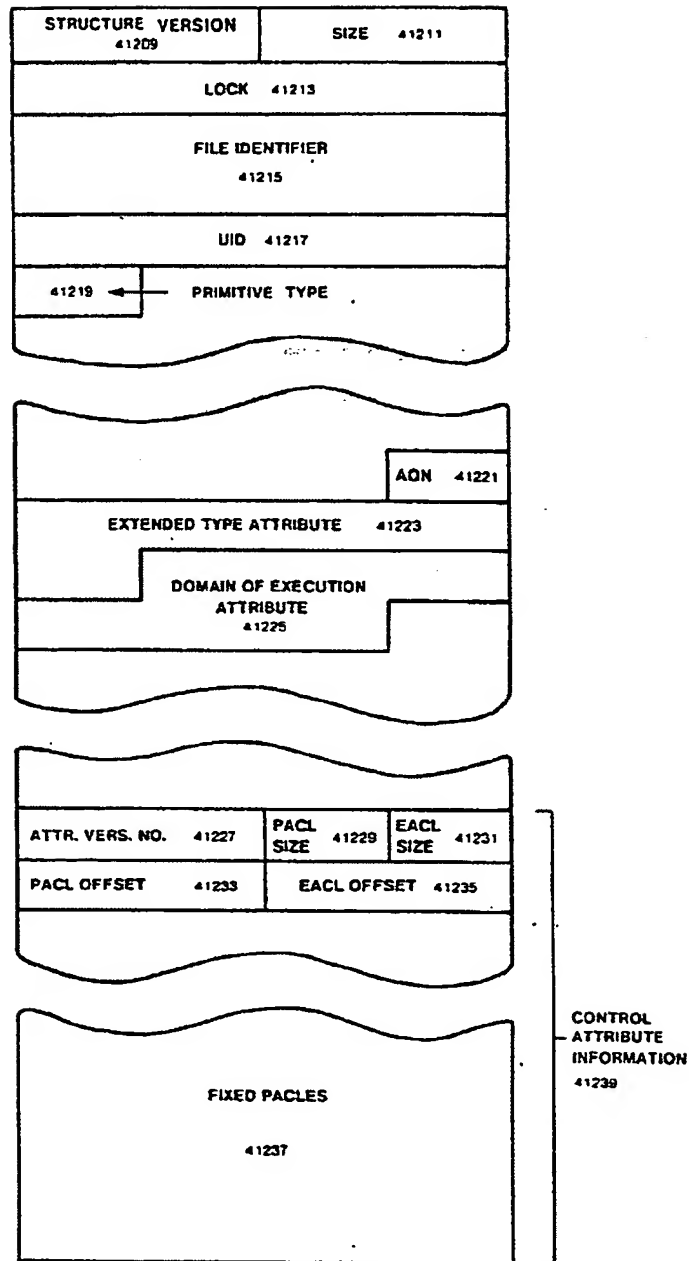 STRUCTURE VERSION
41209
SIZE 41211
LOCK 41213
FILE IDENTIFIER
41215
UID 41217
41219
PRIMITIVE TYPE
AON 41221
EXTENDED TYPE ATTRIBUTE 41223
DOMAIN OF EXECUTION
ATTRIBUTE
41225
ATTR. VERS. NO. 41227
PACL
SIZE 41229
EACL
SIZE 41231
PACL OFFSET 41233
EACL OFFSET 41235
FIXED PACLES
41237
CONTROL
ATTRIBUTE
INFORMATION
41239